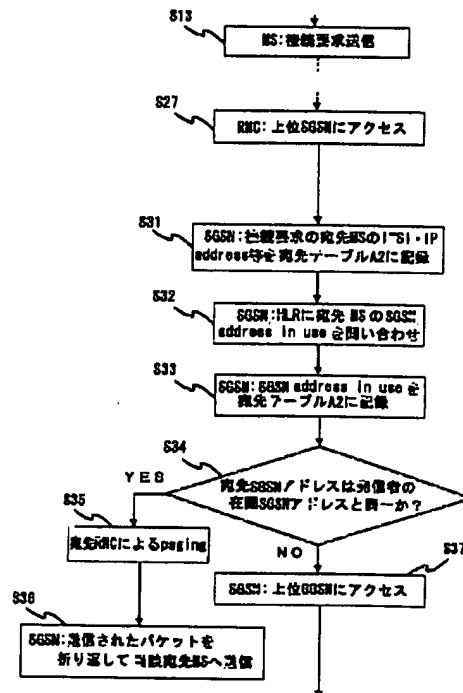 S13
MS:接続要求送信
S27
RNC:上位SGSNにアクセス
S31
SGSN:接続要求の宛先MSのIMSI・IP
address等を宛先テーブルA2に記録
S32
SGSN:HLRに宛先MSのSGSN
address in useを問い合わせ
S33
SGSN:SGSN address in useを
宛先テーブルA2に記録
S34
宛先SGSNアドレスは発信者の
在圏SGSNアドレスと同一か?
YES
NO
S35
宛先RNCによるpaging
S36
SGSN:送信されたパケットを
折り返して当該宛先MSへ送信
S37
SGSN:上位GGSNにアクセス